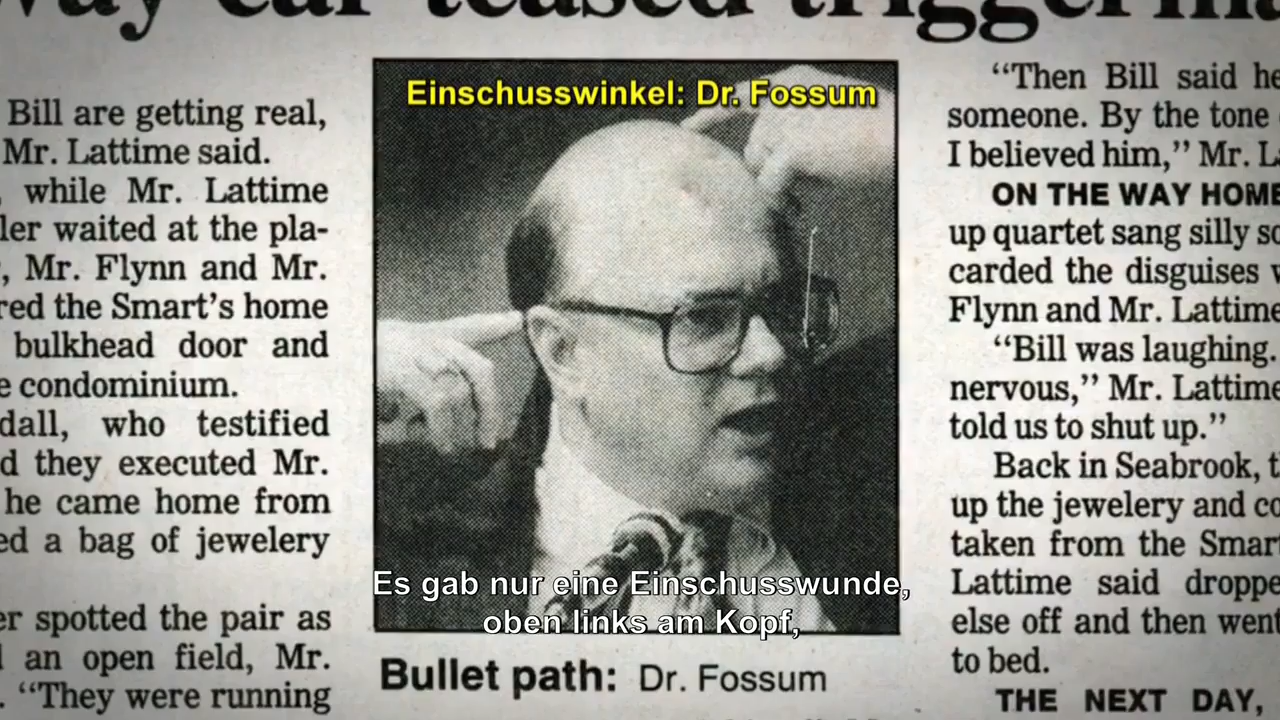 way car teased
Bill are getting real,
Mr. Lattime said.
, while Mr. Lattime
ler waited at the pla-
, Mr. Flynn and Mr.
red the Smart’s home
bulkhead door and
e condominium.
dall, who testified
d they executed Mr.
he came home from
ed a bag of jewelery
er spotted the pair as
an open field, Mr.
. “They were running
Einschusswinkel: Dr. Fossum
Es gab nur eine Einschusswunde,
oben links am Kopf,
Bullet path: Dr. Fossum
“Then Bill said he
someone. By the tone
I believed him,” Mr. L
ON THE WAY HOME
up quartet sang silly so
carded the disguises
Flynn and Mr. Lattime
“Bill was laughing.
nervous,” Mr. Lattime
told us to shut up.”
Back in Seabrook, t
up the jewelery and co
taken from the Smar
Lattime said droppe
else off and then went
to bed.
THE NEXT DAY,